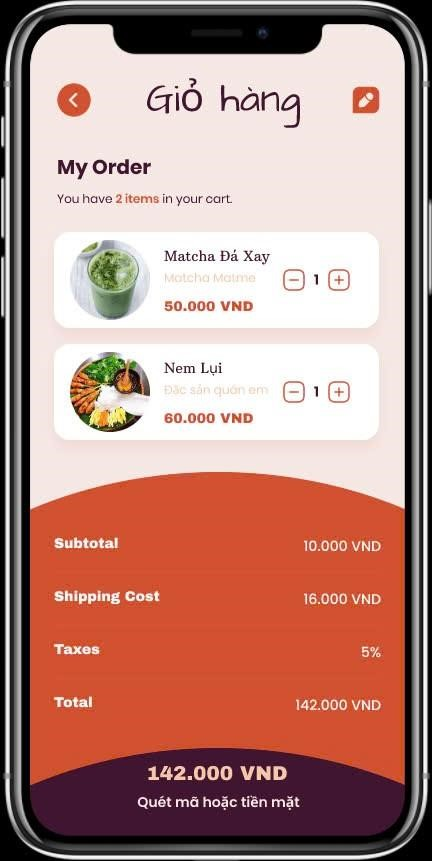 Giỏ hàng
My Order
You have 2 items in your cart.
Matcha Đá Xay
Matcha Matme
1
50.000 VND
Nem Lụi
Đặc sản quán em
1
60.000 VND
Subtotal
10.000 VND
Shipping Cost
16.000 VND
Taxes
5%
Total
142.000 VND
142.000 VND
Quét mã hoặc tiền mặt